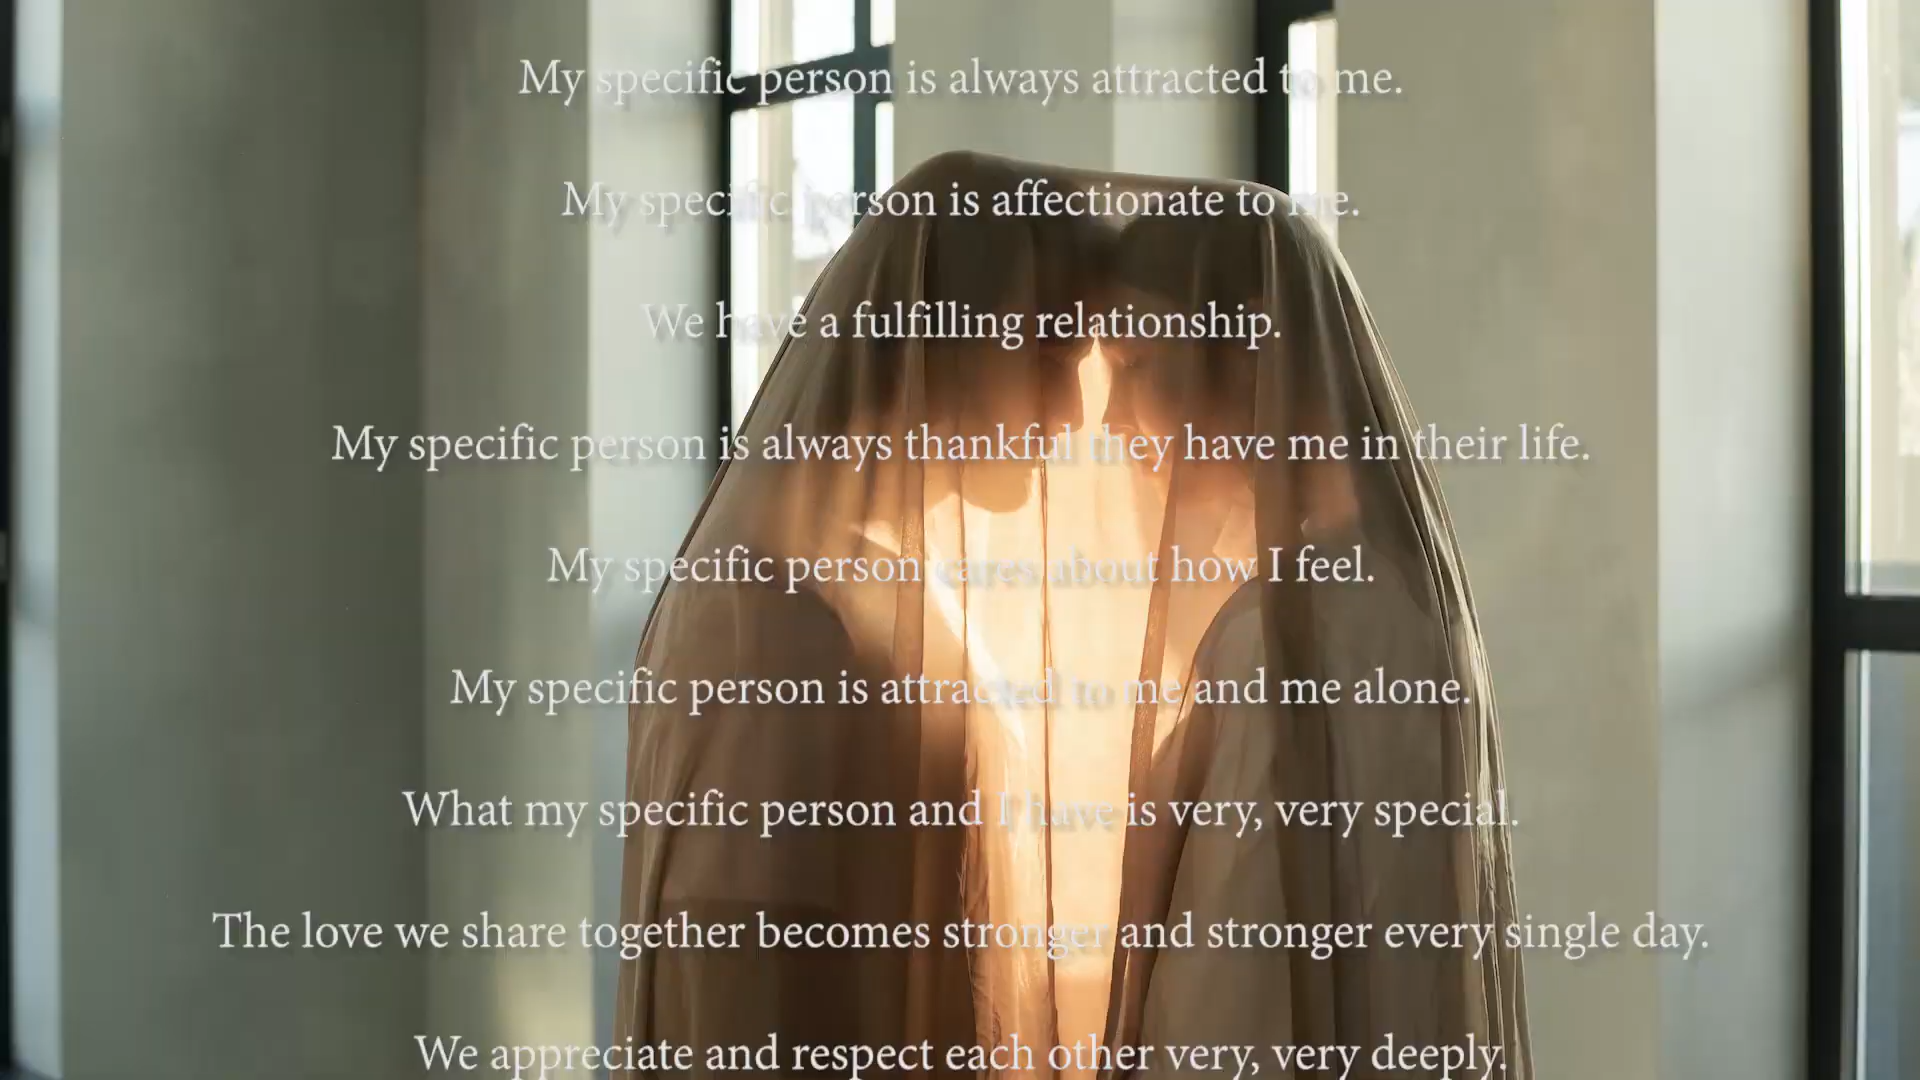 My specific person is always attracted to me.
My specific person is affectionate to me.
We have a fulfilling relationship.
My specific person is always thankful they have me in their life.
My specific person cares about how I feel.
My specific person is attracted to me and me alone.
What my specific person and I have is very, very special.
The love we share together becomes stronger and stronger every single day.
We appreciate and respect each other very, very deeply.